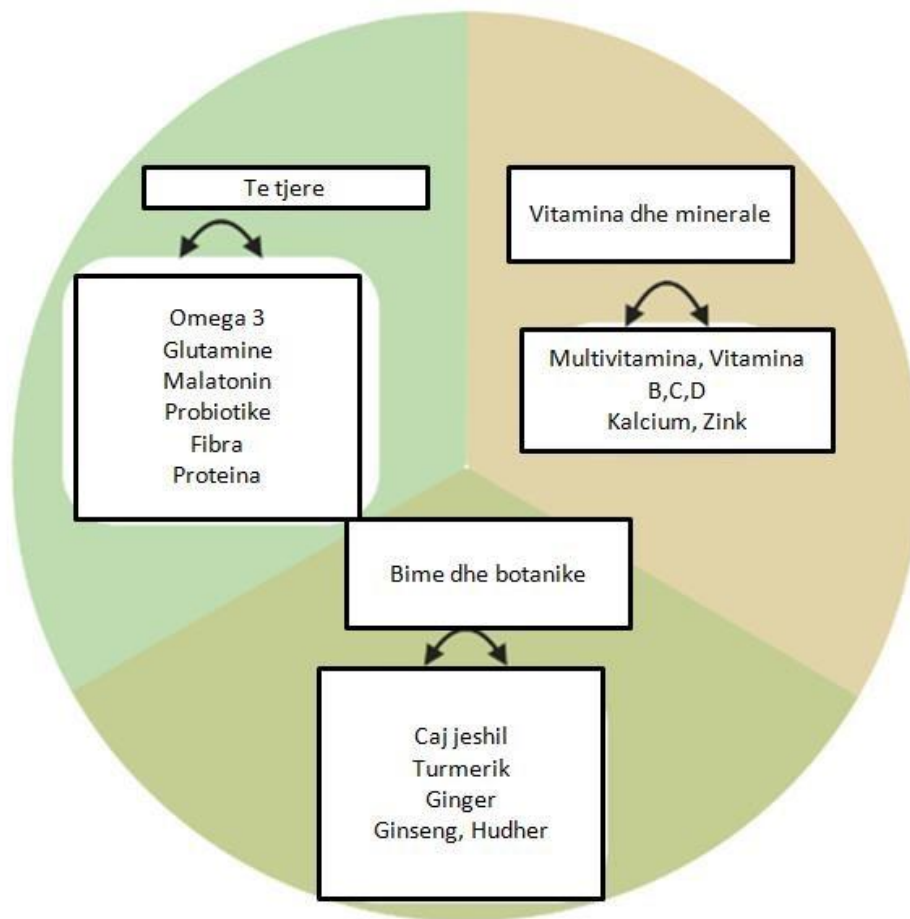 Te tjere
Omega 3
Glutamine
Malatonin
Probiotike
Fibra
Proteina
Vitamina dhe minerale
Multivitamina, Vitamina
B,C,D
Kalcium, Zink
Bime dhe botanike
Caj jeshil
Turmerik
Ginger
Ginseng, Hudher